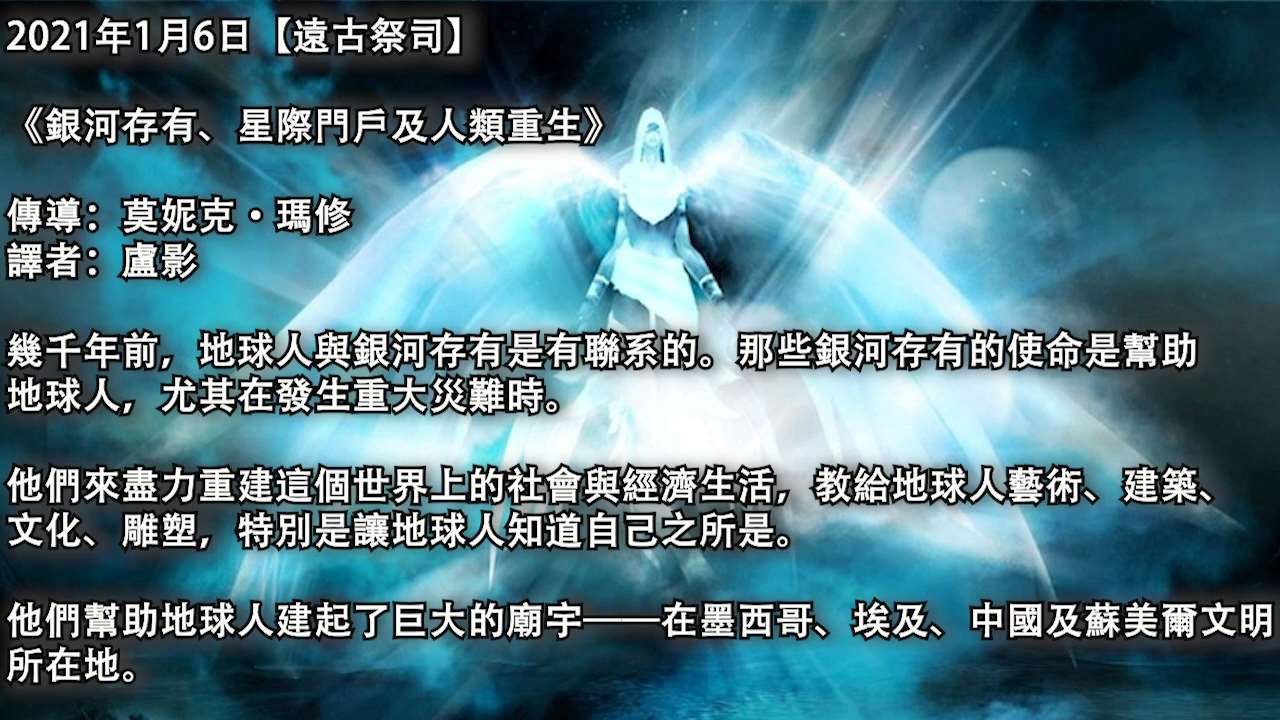 2021年1月6日【遠古祭司】
《銀河存有、星際門戶及人類重生》
傳導：莫妮克·瑪修
譯者：盧影
幾千年前，地球人與銀河存有是有聯系的。那些銀河存有的使命是幫助
地球人，尤其在發生重大災難時。
他們來盡力重建這個世界上的社會與經濟生活，教給地球人藝術、建築、
文化、雕塑，特別是讓地球人知道自己之所是。
他們幫助地球人建起了巨大的廟宇——在墨西哥、埃及、中國及蘇美爾文明
所在地。